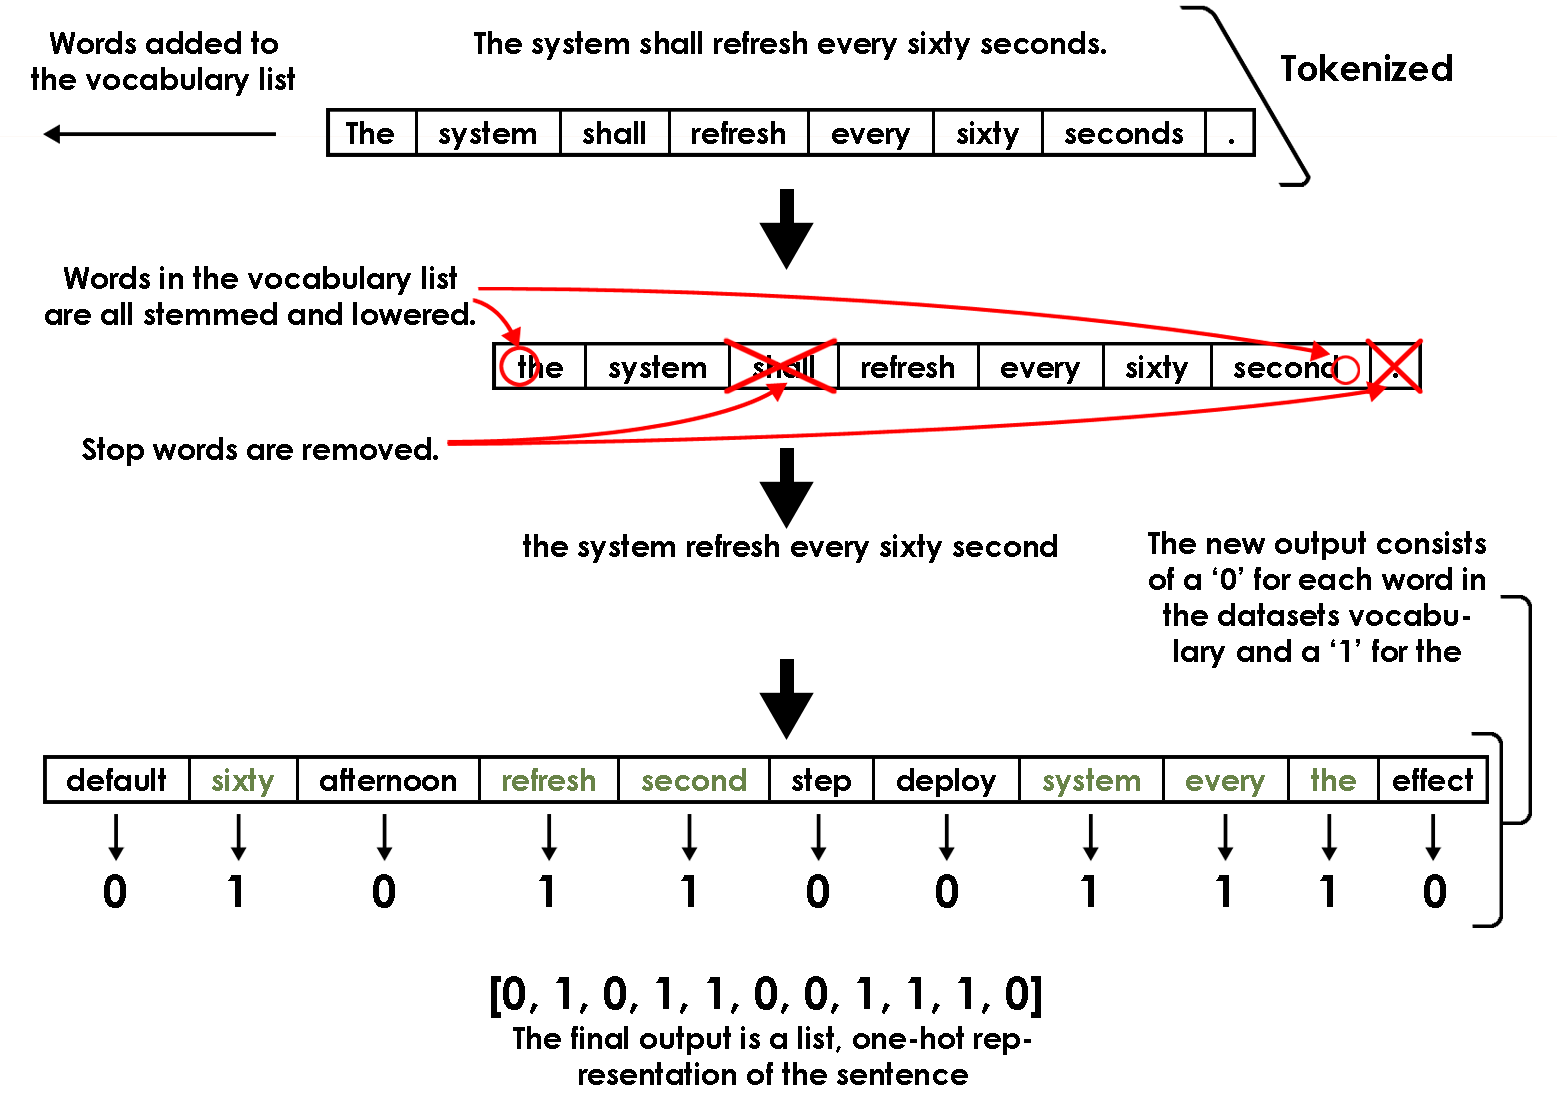 Words added to
the vocabulary list
The system shall refresh every sixty seconds.
Tokenized
The system shall refresh every sixty seconds .
Words in the vocabulary list
are all stemmed and lowered.
the system shall refresh every sixty second .
Stop words are removed.
the system refresh every sixty second
The new output consists
of a ‘0’ for each word in
the datasets vocabu-
lary and a ‘1’ for the
default sixty afternoon refresh second step deploy system every the effect
0 1 0 1 1 0 0 1 1 1 0
[0, 1, 0, 1, 1, 0, 0, 1, 1, 1, 0]
The final output is a list, one-hot rep-
resentation of the sentence